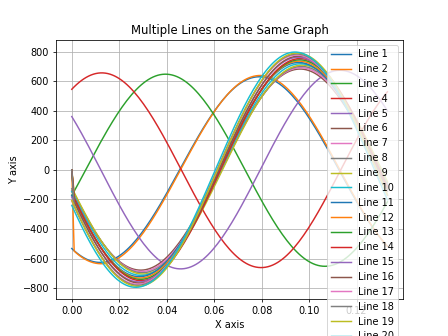 Multiple Lines on the Same Graph
800
600
400
200
0
−200
−400
−600
−800
Y axis
0.00
0.02
0.04
0.06
0.08
0.10
X axis
Line 1
Line 2
Line 3
Line 4
Line 5
Line 6
Line 7
Line 8
Line 9
Line 10
Line 11
Line 12
Line 13
Line 14
Line 15
Line 16
Line 17
Line 18
Line 19
Line 20